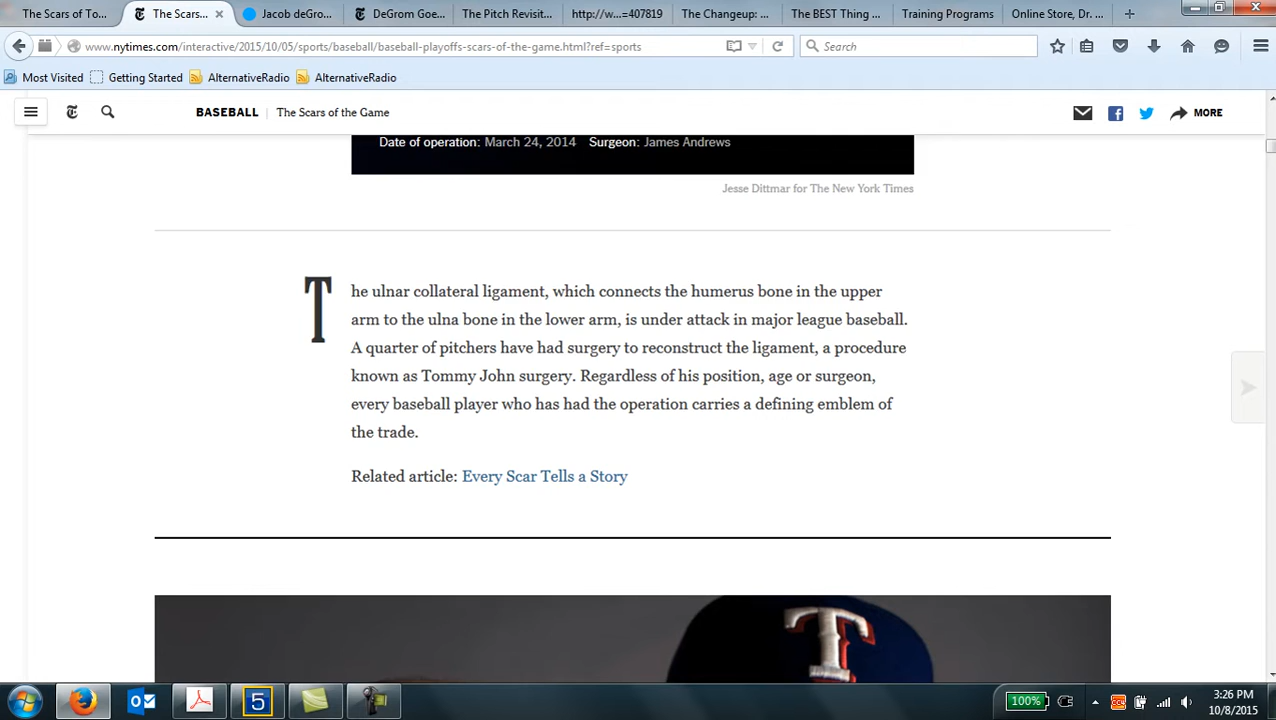 The Scars of To...
The Scars...
Jacob deGro...
DeGrom Goe...
The Pitch Revisit...
http://w...=407819
The Changeup: ...
The BEST Thing ...
Training Programs
Online Store, Dr. ...
www.nytimes.com/interactive/2015/10/05/sports/baseball/baseball-playoffs-scars-of-the-game.html?ref=sports
Search
Most Visited
Getting Started
AlternativeRadio
AlternativeRadio
BASEBALL | The Scars of the Game
MORE
Date of operation: March 24, 2014 Surgeon: James Andrews
Jesse Dittmar for The New York Times
The ulnar collateral ligament, which connects the humerus bone in the upper
arm to the ulna bone in the lower arm, is under attack in major league baseball.
A quarter of pitchers have had surgery to reconstruct the ligament, a procedure
known as Tommy John surgery. Regardless of his position, age or surgeon,
every baseball player who has had the operation carries a defining emblem of
the trade.
Related article: Every Scar Tells a Story
T
5
100%
3:26 PM
10/8/2015